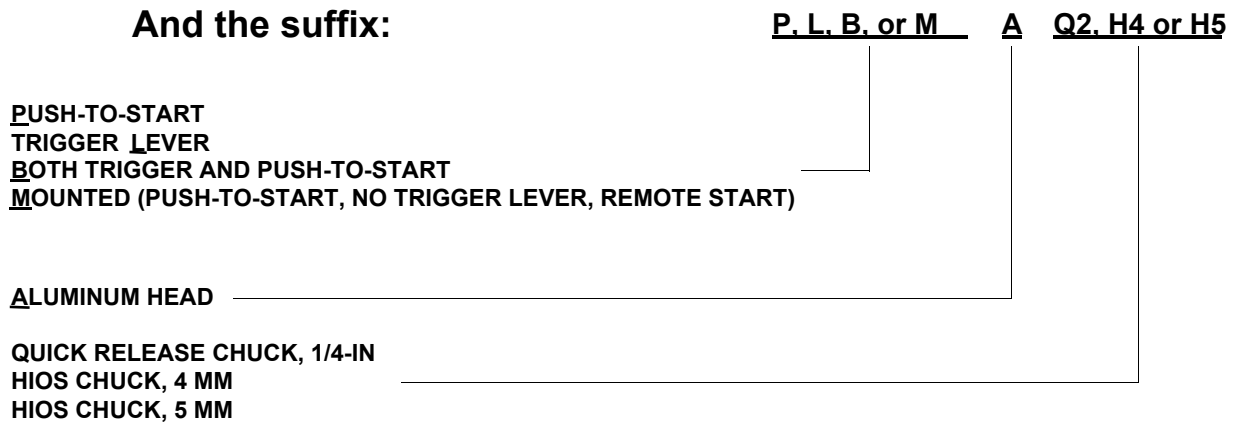 And the suffix: P, L, B, or M A Q2, H4 or H5
PUSH-TO-START
TRIGGER LEVER
BOTH TRIGGER AND PUSH-TO-START
MOUNTED (PUSH-TO-START, NO TRIGGER LEVER, REMOTE START)
ALUMINUM HEAD
QUICK RELEASE CHUCK, 1/4-IN
HIOS CHUCK, 4 MM
HIOS CHUCK, 5 MM